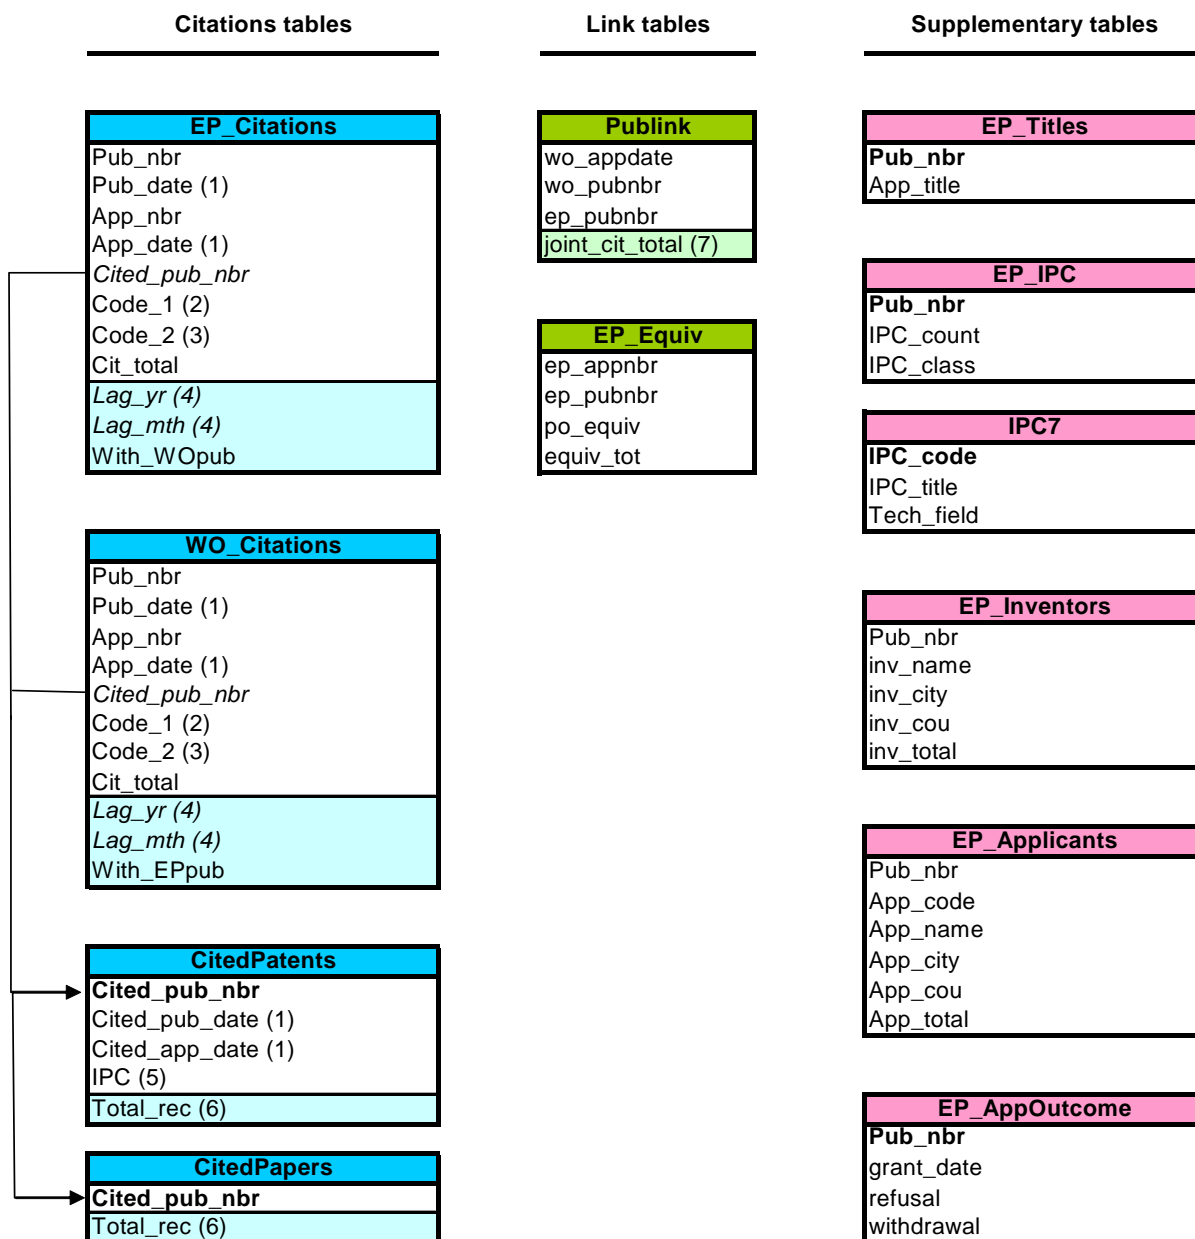 Citations tables
EP_Citations
Pub_nbr
Pub_date (1)
App_nbr
App_date (1)
Cited_pub_nbr
Code_1 (2)
Code_2 (3)
Cit_total
Lag_yr (4)
Lag_mth (4)
With_WOpub
WO_Citations
Pub_nbr
Pub_date (1)
App_nbr
App_date (1)
Cited_pub_nbr
Code_1 (2)
Code_2 (3)
Cit_total
Lag_yr (4)
Lag_mth (4)
With_EPpub
CitedPatents
Cited_pub_nbr
Cited_pub_date (1)
Cited_app_date (1)
IPC (5)
Total_rec (6)
CitedPapers
Cited_pub_nbr
Total_rec (6)
Link tables
Publink
wo_appdate
wo_pubnbr
ep_pubnbr
joint_cit_total (7)
EP_Equiv
ep_appnbr
ep_pubnbr
po_equiv
equiv_tot
Supplementary tables
EP_Titles
Pub_nbr
App_title
EP_IPC
Pub_nbr
IPC_count
IPC_class
IPC7
IPC_code
IPC_title
Tech_field
EP_Inventors
Pub_nbr
inv_name
inv_city
inv_cou
inv_total
EP_Applicants
Pub_nbr
App_code
App_name
App_city
App_cou
App_total
EP_AppOutcome
Pub_nbr
grant_date
refusal
withdrawal